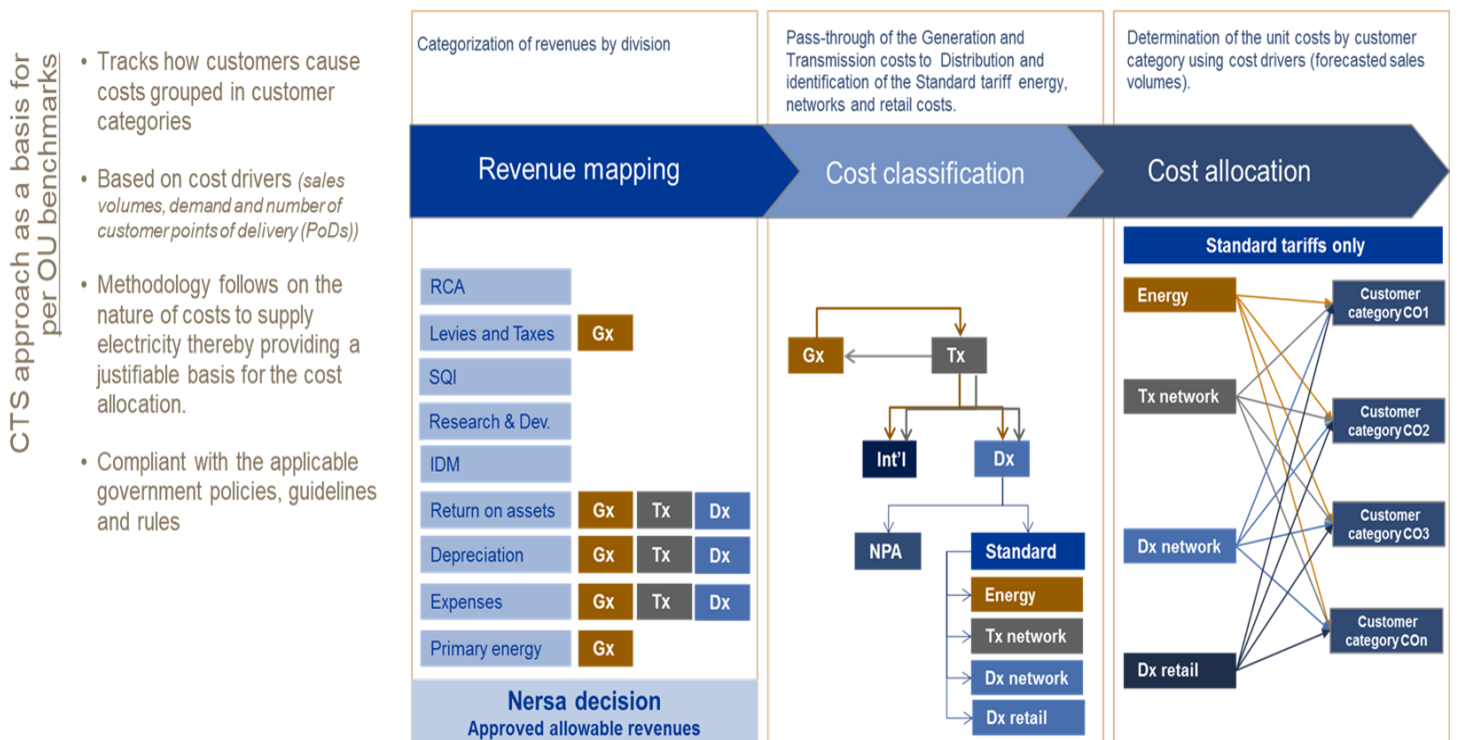 CTS approach as a basis for
per OU benchmarks
• Tracks how customers cause
costs grouped in customer
categories
• Based on cost drivers (sales
volumes, demand and number of
customer points of delivery (PoDs))
• Methodology follows on the
nature of costs to supply
electricity thereby providing a
justifiable basis for the cost
allocation.
• Compliant with the applicable
government policies, guidelines
and rules
Categorization of revenues by division
Revenue mapping
RCA
Levies and Taxes Gx
SQI
Research & Dev.
IDM
Return on assets Gx Tx Dx
Depreciation Gx Tx Dx
Expenses Gx Tx Dx
Primary energy Gx
Nersa decision
Approved allowable revenues
Pass-through of the Generation and
Transmission costs to Distribution and
identification of the Standard tariff energy,
networks and retail costs.
Cost classification
Gx Tx
Int'l Dx
NPA Standard
Energy
Tx network
Dx network
Dx retail
Determination of the unit costs by customer
category using cost drivers (forecasted sales
volumes).
Cost allocation
Standard tariffs only
Energy
Tx network
Dx network
Dx retail
Customer
category CO1
Customer
category CO2
Customer
category CO3
Customer
category COn